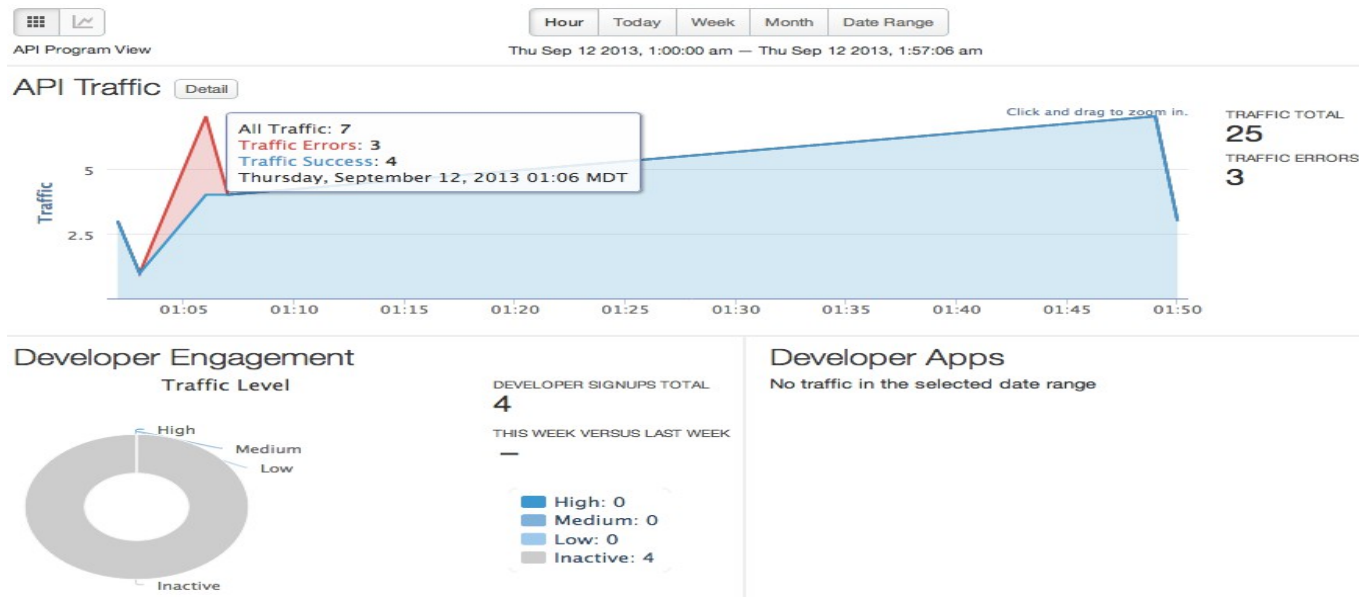 Hour Today Week Month Date Range
API Program View
Thu Sep 12 2013, 1:00:00 am — Thu Sep 12 2013, 1:57:06 am
API Traffic Detail
Click and drag to zoom in.
All Traffic: 7
Traffic Errors: 3
Traffic Success: 4
Thursday, September 12, 2013 01:06 MDT
TRAFFIC TOTAL
25
TRAFFIC ERRORS
3
Traffic
5
2.5
01:05 01:10 01:15 01:20 01:25 01:30 01:35 01:40 01:45 01:50
Developer Engagement
Traffic Level
High
Medium
Low
Inactive
DEVELOPER SIGNUPS TOTAL
4
THIS WEEK VERSUS LAST WEEK
—
High: 0
Medium: 0
Low: 0
Inactive: 4
Developer Apps
No traffic in the selected date range